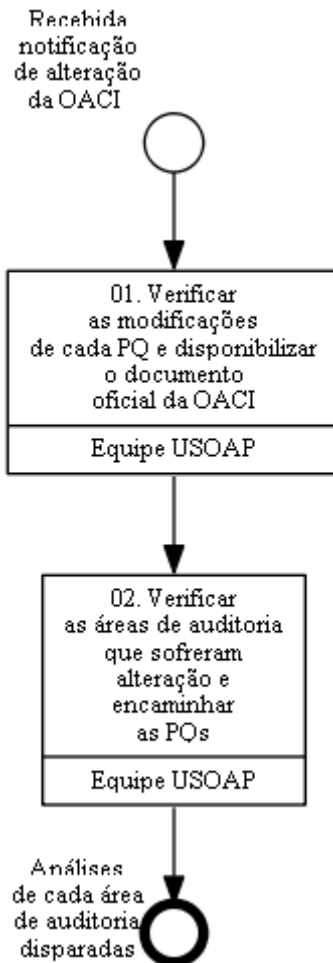 Recebida
notificação
de alteração
da OACI
01. Verificar
as modificações
de cada PQ e disponibilizar
o documento
oficial da OACI
Equipe USOAP
02. Verificar
as áreas de auditoria
que sofreram
alteração e
encaminhar
as PQs
Equipe USOAP
Análises
de cada área
de auditoria
disparadas